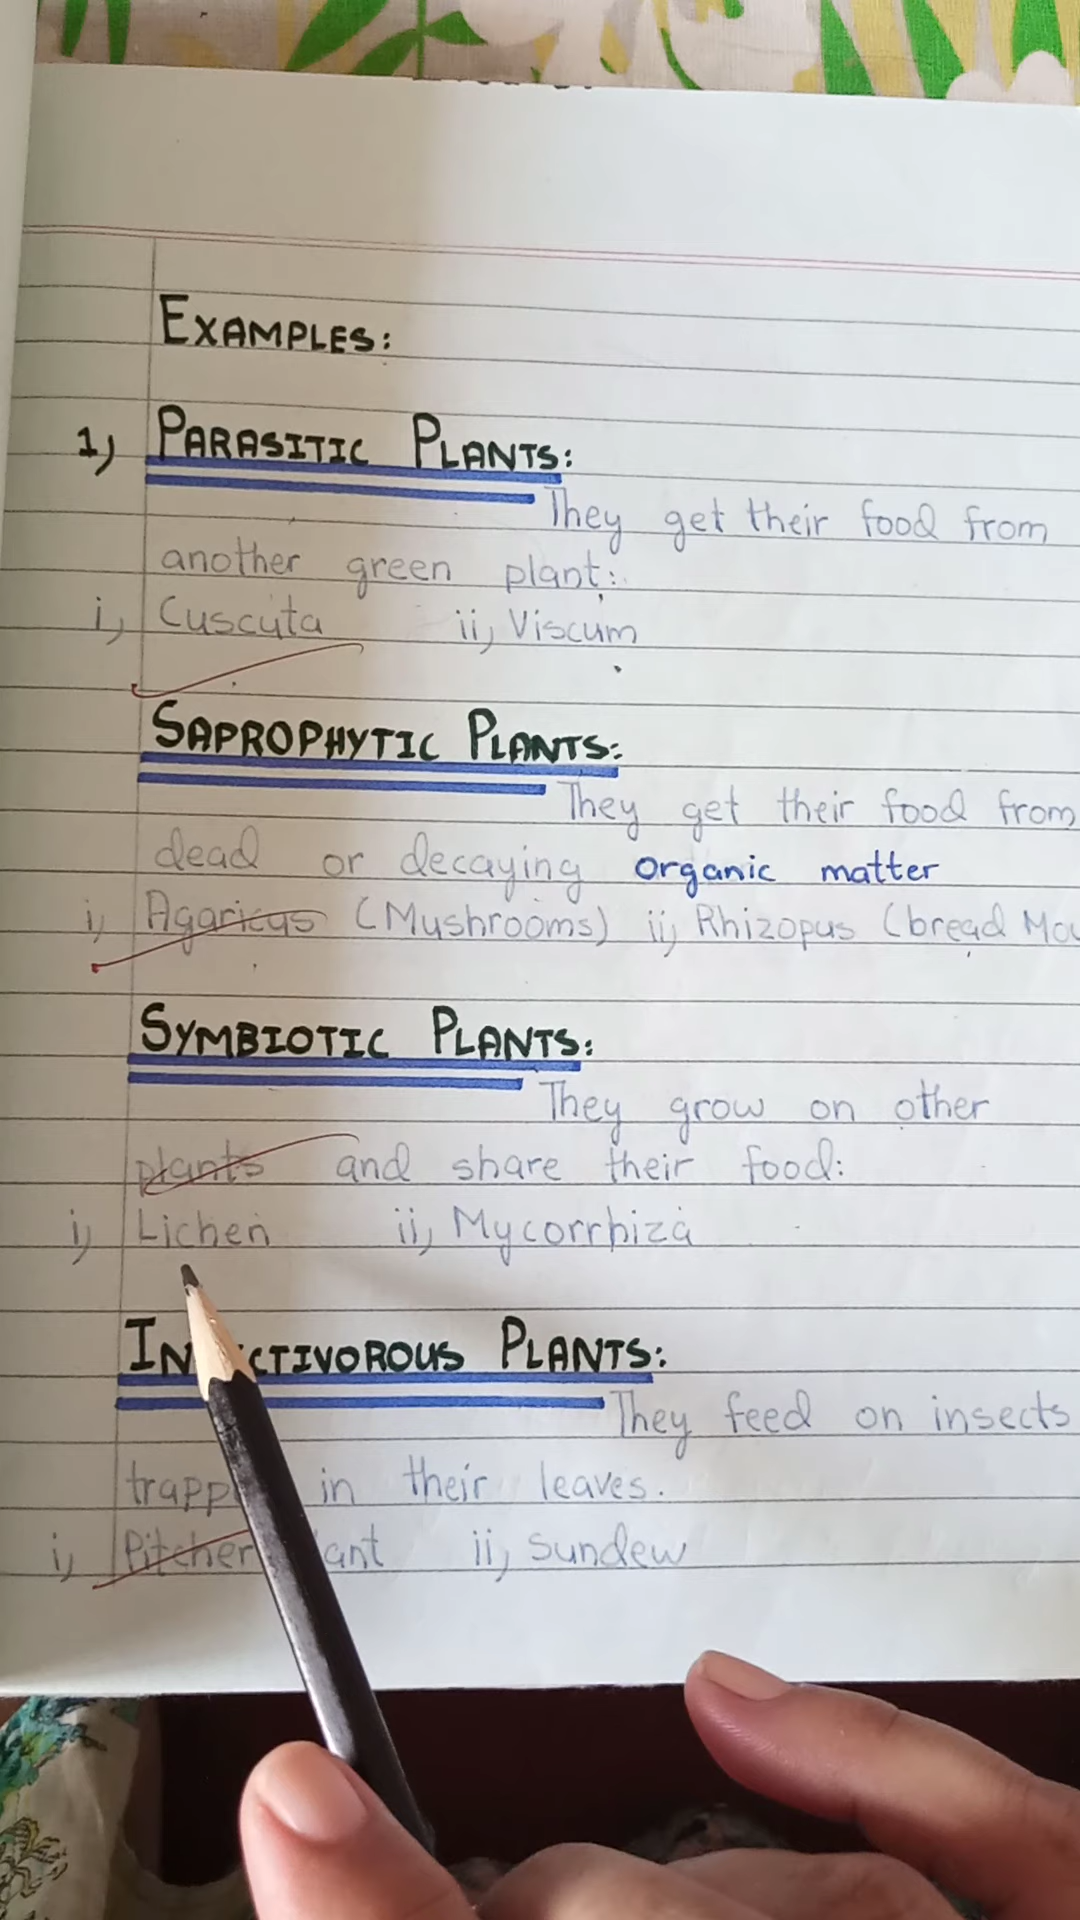 EXAMPLES:
1) PARASITIC PLANTS:
They get their food from
another green plant:
i) Cuscuta ii) Viscum
SAPROPHYTIC PLANTS:
They get their food from
dead or decaying organic matter
i) Agaricus (Mushrooms) ii) Rhizopus (bread
SYMBIOTIC PLANTS:
They grow on other
plants and share their food:
i) Lichen ii) Mycorrhiza
PLANTS:
They feed on insects
in their leaves.
i) Pitcher ii) Sundew